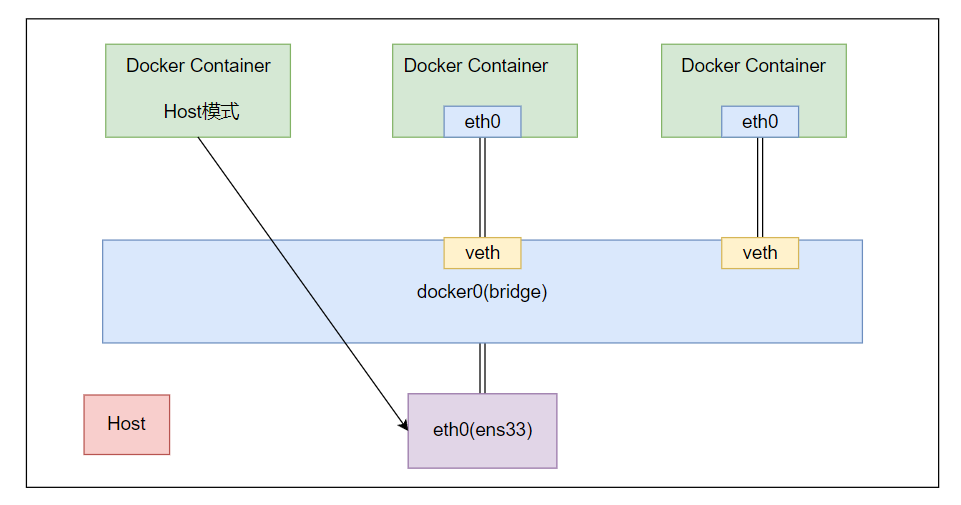 Docker Container
Host模式
Docker Container
eth0
Docker Container
eth0
veth
veth
docker0(bridge)
Host
eth0(ens33)